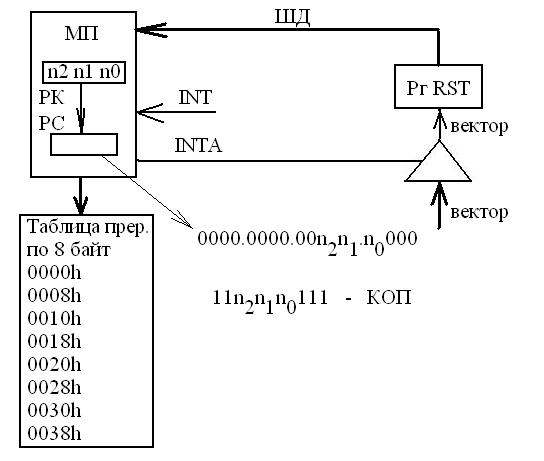 ШД
МП
n2 n1 n0
РК
РС
INT
INTA
Рг RST
вектор
вектор
0000.0000.00n₂n₁.n₀000
11n₂n₁n₀111 - КОП
Таблица прер.
по 8 байт
0000h
0008h
0010h
0018h
0020h
0028h
0030h
0038h